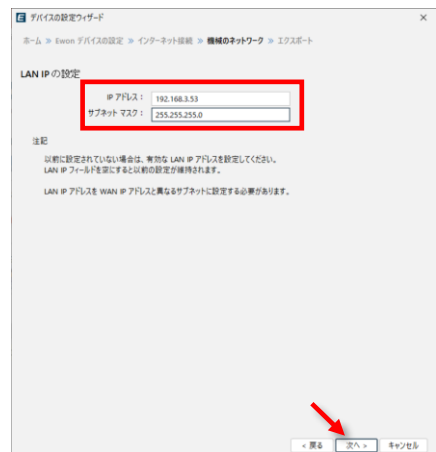 デバイスの設定ウィザード
ホーム » Ewon デバイスの設定 » インターネット接続 » 機械のネットワーク » エクスポート
LAN IP の設定
IP アドレス： 192.168.3.53
サブネット マスク： 255.255.255.0
注記
以前に設定されていない場合は、有効な LAN IP アドレスを設定してください。
LAN IP フィールドを空にすると以前の設定が維持されます。
LAN IP アドレスを WAN IP アドレスと異なるサブネットに設定する必要があります。
< 戻る 次へ > キャンセル